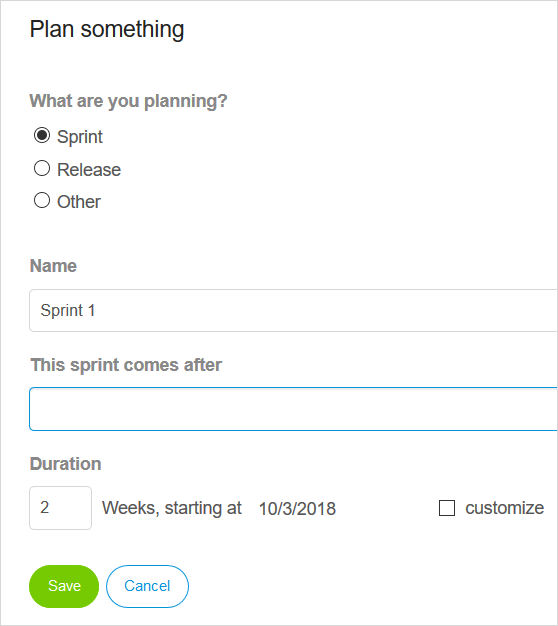 Plan something
What are you planning?
Sprint
Release
Other
Name
Sprint 1
This sprint comes after
Duration
2 Weeks, starting at 10/3/2018 customize
Save Cancel